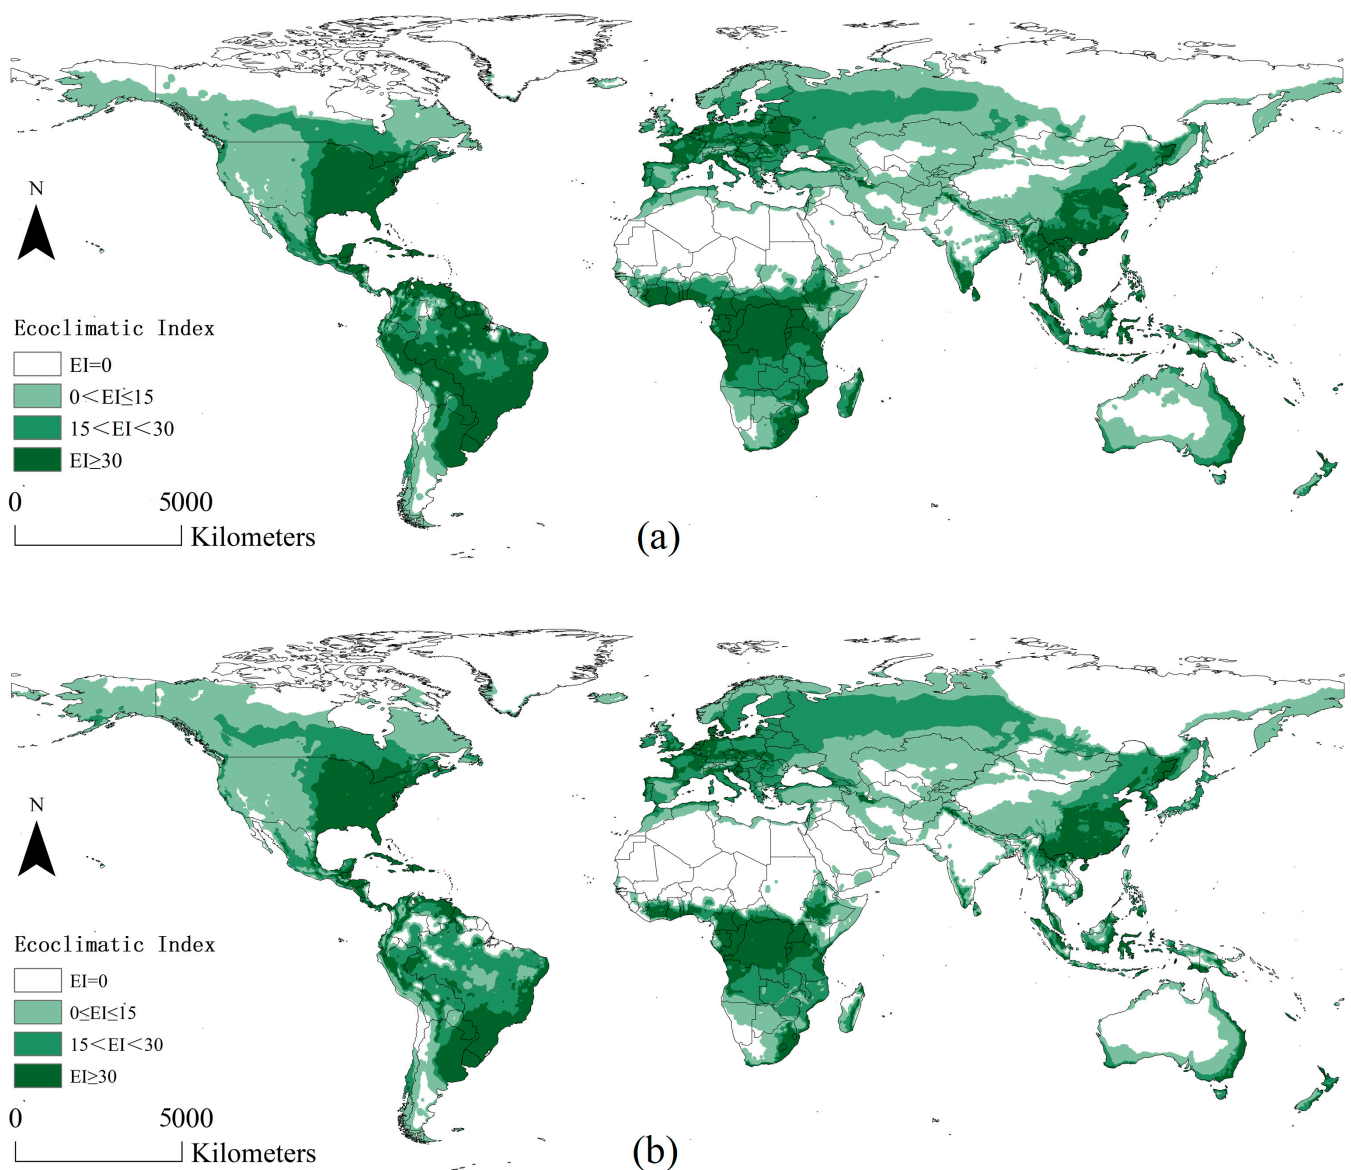 N
Ecoclimatic Index
EI=0
0<EI≤15
15<EI<30
EI≥30
0 5000
Kilometers
(a)
N
Ecoclimatic Index
EI=0
0≤EI≤15
15<EI<30
EI≥30
0 5000
Kilometers
(b)